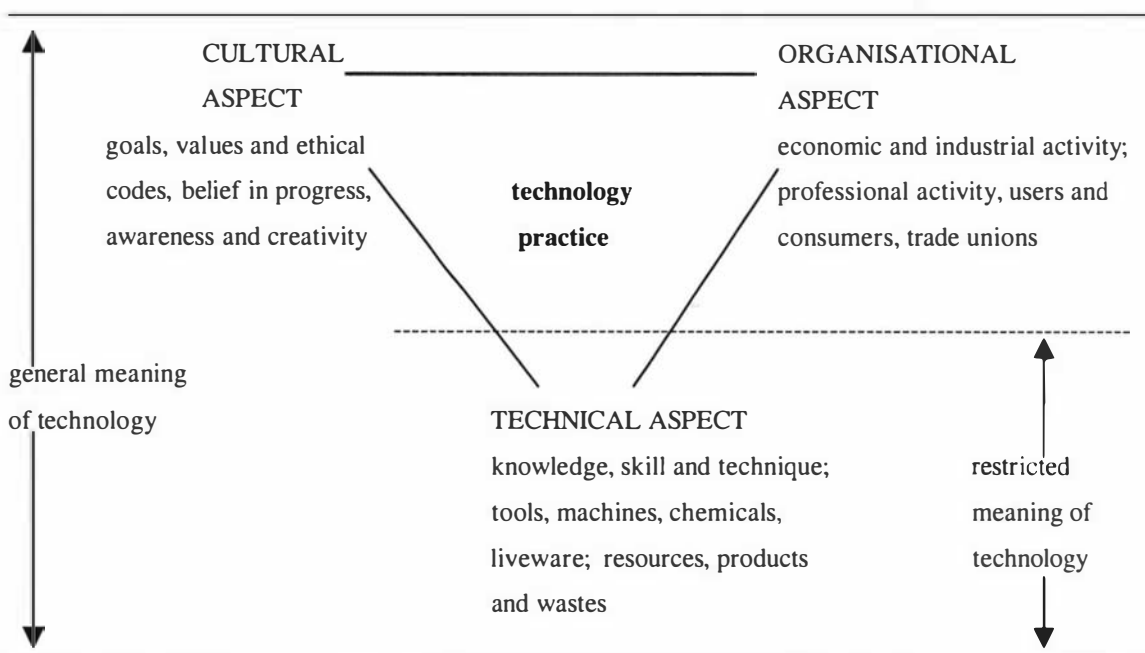 CULTURAL
ASPECT
goals, values and ethical
codes, belief in progress,
awareness and creativity
ORGANISATIONAL
ASPECT
economic and industrial activity;
professional activity, users and
consumers, trade unions
technology
practice
general meaning
of technology
TECHNICAL ASPECT
knowledge, skill and technique;
tools, machines, chemicals,
liveware; resources, products
and wastes
restricted
meaning of
technology